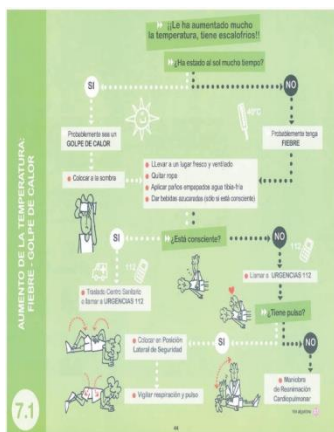 ¡¡Le ha aumentado mucho
la temperatura, tiene escalofríos!!
¿Ha estado al sol mucho tiempo?
SI
NO
40°C
Probablemente sea un
GOLPE DE CALOR
Probablemente tenga
FIEBRE
Colocar a la sombra
LLevar a un lugar fresco y ventilado
Quitar ropa
Aplicar paños empapados agua tibia-fría
Dar bebidas azucaradas (sólo si está consciente)
¿Está consciente?
SI
NO
112
112
Traslado Centro Sanitario
o llamar a URGENCIAS 112
Llamar a URGENCIAS 112
¿Tiene pulso?
SI
NO
Colocar en Posición
Lateral de Seguridad
Vigilar respiración y pulso
Maniobra
de Reanimación
Cardiopulmonar
AUMENTO DE LA TEMPERATURA:
FIEBRE - GOLPE DE CALOR
7.1